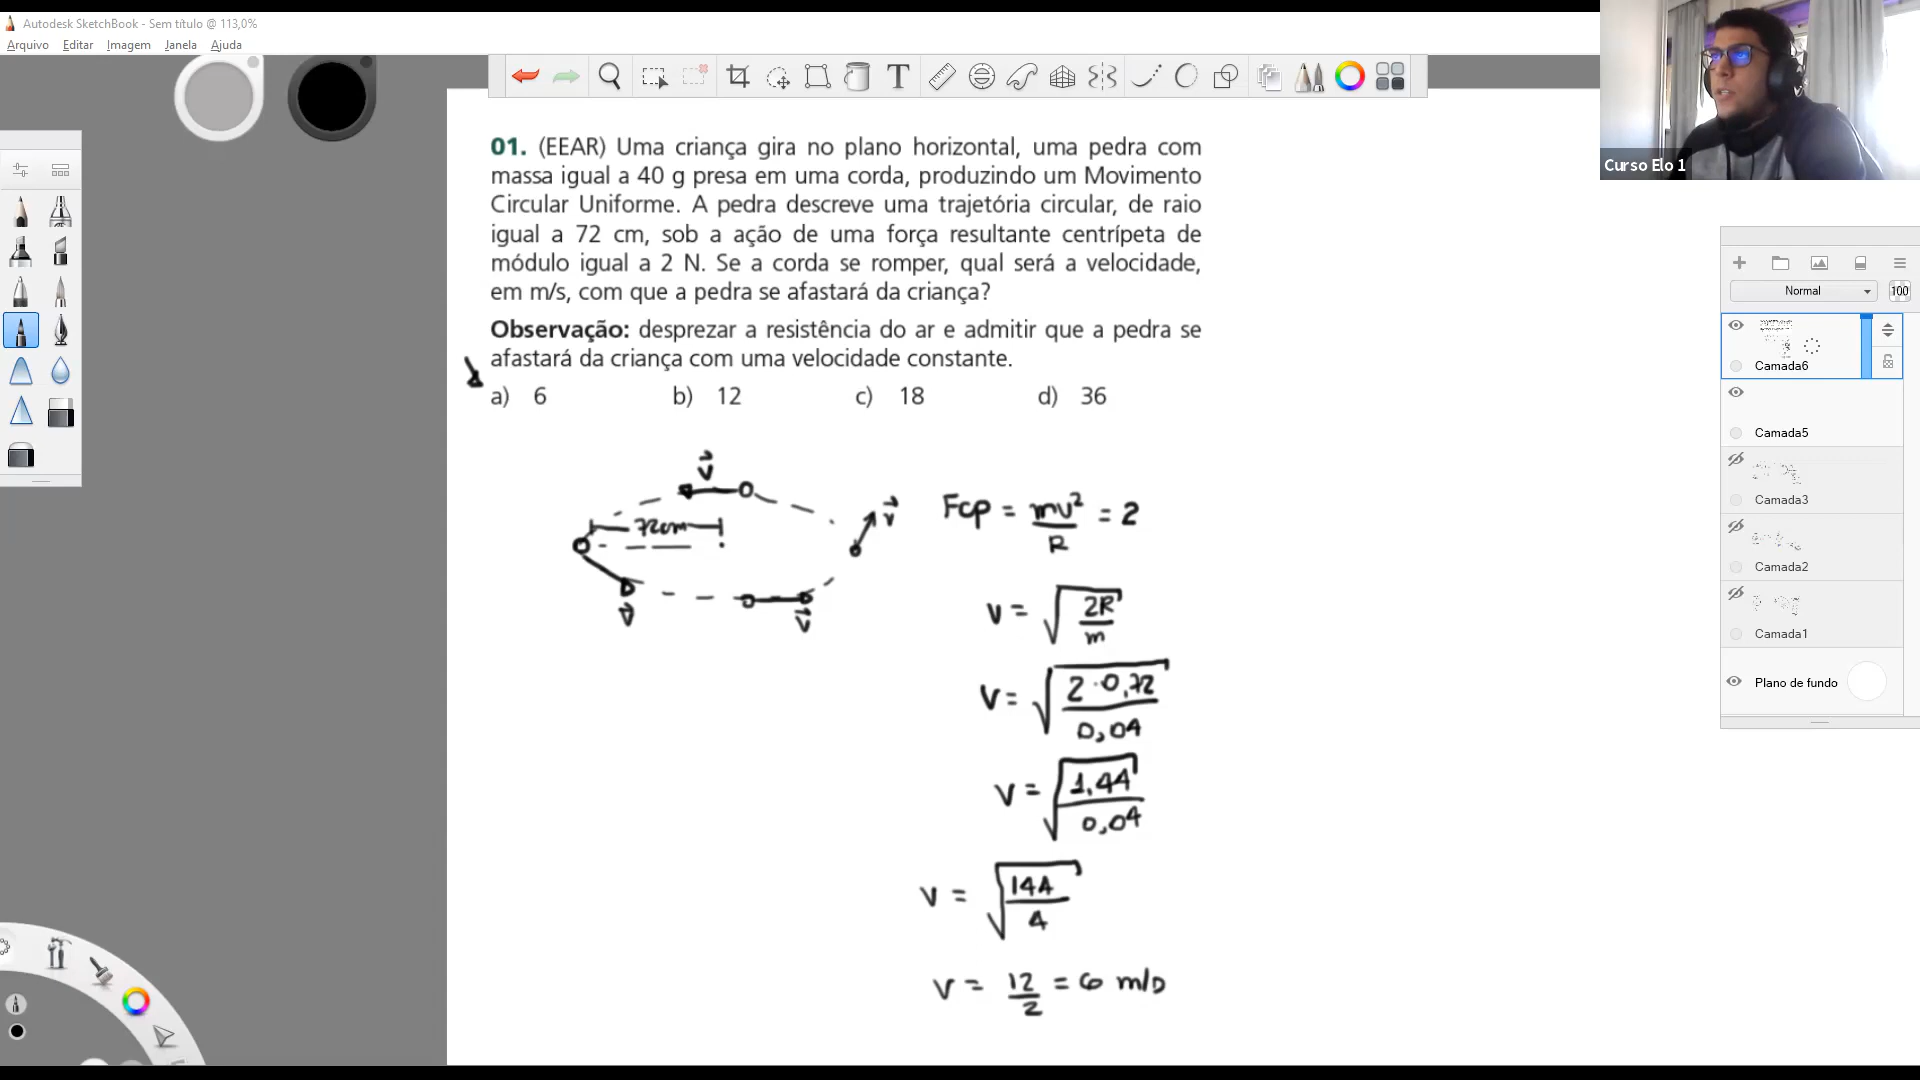 Autodesk SketchBook - Sem título @ 113,0%
Arquivo Editar Imagem Janela Ajuda
T
Curso Elo 1
01. (EEAR) Uma criança gira no plano horizontal, uma pedra com
massa igual a 40 g presa em uma corda, produzindo um Movimento
Circular Uniforme. A pedra descreve uma trajetória circular, de raio
igual a 72 cm, sob a ação de uma força resultante centrípeta de
módulo igual a 2 N. Se a corda se romper, qual será a velocidade,
em m/s, com que a pedra se afastará da criança?
Observação: desprezar a resistência do ar e admitir que a pedra se
afastará da criança com uma velocidade constante.
a) 6 b) 12 c) 18 d) 36
v⃗
72cm
v⃗
v⃗
v⃗
Fcp = mv²/R = 2
v = √(2R/m)
v = √(2·0,72/0,04)
v = √(1,44/0,04)
v = √(144/4)
v = 12/2 = 6 m/s
Normal 100
Camada6
Camada5
Camada3
Camada2
Camada1
Plano de fundo